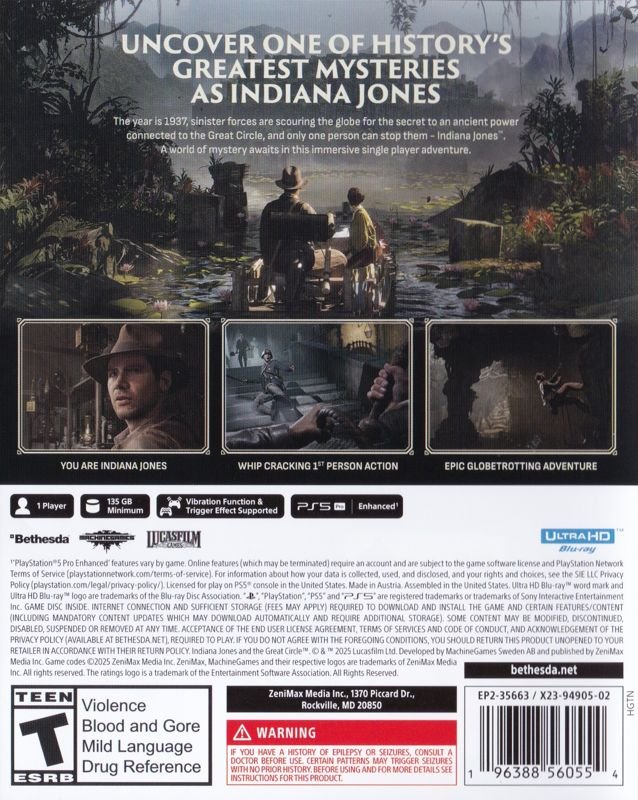 UNCOVER ONE OF HISTORY'S
GREATEST MYSTERIES
AS INDIANA JONES
The year is 1937, sinister forces are scouring the globe for the secret to an ancient power
connected to the Great Circle, and only one person can stop them - Indiana Jones™.
A world of mystery awaits in this immersive single player adventure.
YOU ARE INDIANA JONES
WHIP CRACKING 1ST PERSON ACTION
EPIC GLOBETROTTING ADVENTURE
1 Player
135 GB
Minimum
Vibration Function &
Trigger Effect Supported
PS5 Pro Enhanced¹
Bethesda
MACHINEGAMES
LUCASFILM
GAMES
ULTRA HD
Blu-ray
¹'PlayStation®5 Pro Enhanced' features vary by game. Online features (which may be terminated) require an account and are subject to the game software license and PlayStation Network
Terms of Service (playstationnetwork.com/terms-of-service). For information about how your data is collected, used, and disclosed, and your rights and choices, see the SIE LLC Privacy
Policy (playstation.com/legal/privacy-policy/). Licensed for play on PS5® console in the United States. Made in Austria. Assembled in the United States. Ultra HD Blu-ray™ word mark and
Ultra HD Blu-ray™ logo are trademarks of the Blu-ray Disc Association. "PS", "PlayStation", "PS5" and "PS5" are registered trademarks or trademarks of Sony Interactive Entertainment
Inc. GAME DISC INSIDE. INTERNET CONNECTION AND SUFFICIENT STORAGE (FEES MAY APPLY) REQUIRED TO DOWNLOAD AND INSTALL THE GAME AND CERTAIN FEATURES/CONTENT
(INCLUDING MANDATORY CONTENT UPDATES WHICH MAY DOWNLOAD AUTOMATICALLY AND REQUIRE ADDITIONAL STORAGE). SOME CONTENT MAY BE MODIFIED, DISCONTINUED,
DISABLED, SUSPENDED OR REMOVED AT ANY TIME. ACCEPTANCE OF THE END USER LICENSE AGREEMENT, TERMS OF SERVICES AND CODE OF CONDUCT, AND ACKNOWLEDGEMENT OF THE
PRIVACY POLICY (AVAILABLE AT BETHESDA.NET), REQUIRED TO PLAY. IF YOU DO NOT AGREE WITH THE FORGOING CONDITIONS, YOU SHOULD RETURN THIS PRODUCT UNOPENED TO YOUR
RETAILER IN ACCORDANCE WITH THEIR RETURN POLICY. Indiana Jones and the Great Circle™. © & ™ 2025 Lucasfilm Ltd. Developed by MachineGames Sweden AB and published by ZeniMax
Media Inc. Game codes ©2025 ZeniMax Media Inc. ZeniMax, MachineGames and their respective logos are trademarks of ZeniMax Media
Inc. All rights reserved. The ratings logo is a trademark of the Entertainment Software Association. All Rights Reserved.
bethesda.net
TEEN
T
ESRB
Violence
Blood and Gore
Mild Language
Drug Reference
ZeniMax Media Inc., 1370 Piccard Dr.,
Rockville, MD 20850
WARNING
IF YOU HAVE A HISTORY OF EPILEPSY OR SEIZURES, CONSULT A
DOCTOR BEFORE USE. CERTAIN PATTERNS MAY TRIGGER SEIZURES
WITH NO PRIOR HISTORY. BEFORE USING AND FOR MORE DETAILS SEE
INSTRUCTIONS FOR THIS PRODUCT.
EP2-35663 / X23-94905-02
1 96388 56055 4
HGTN